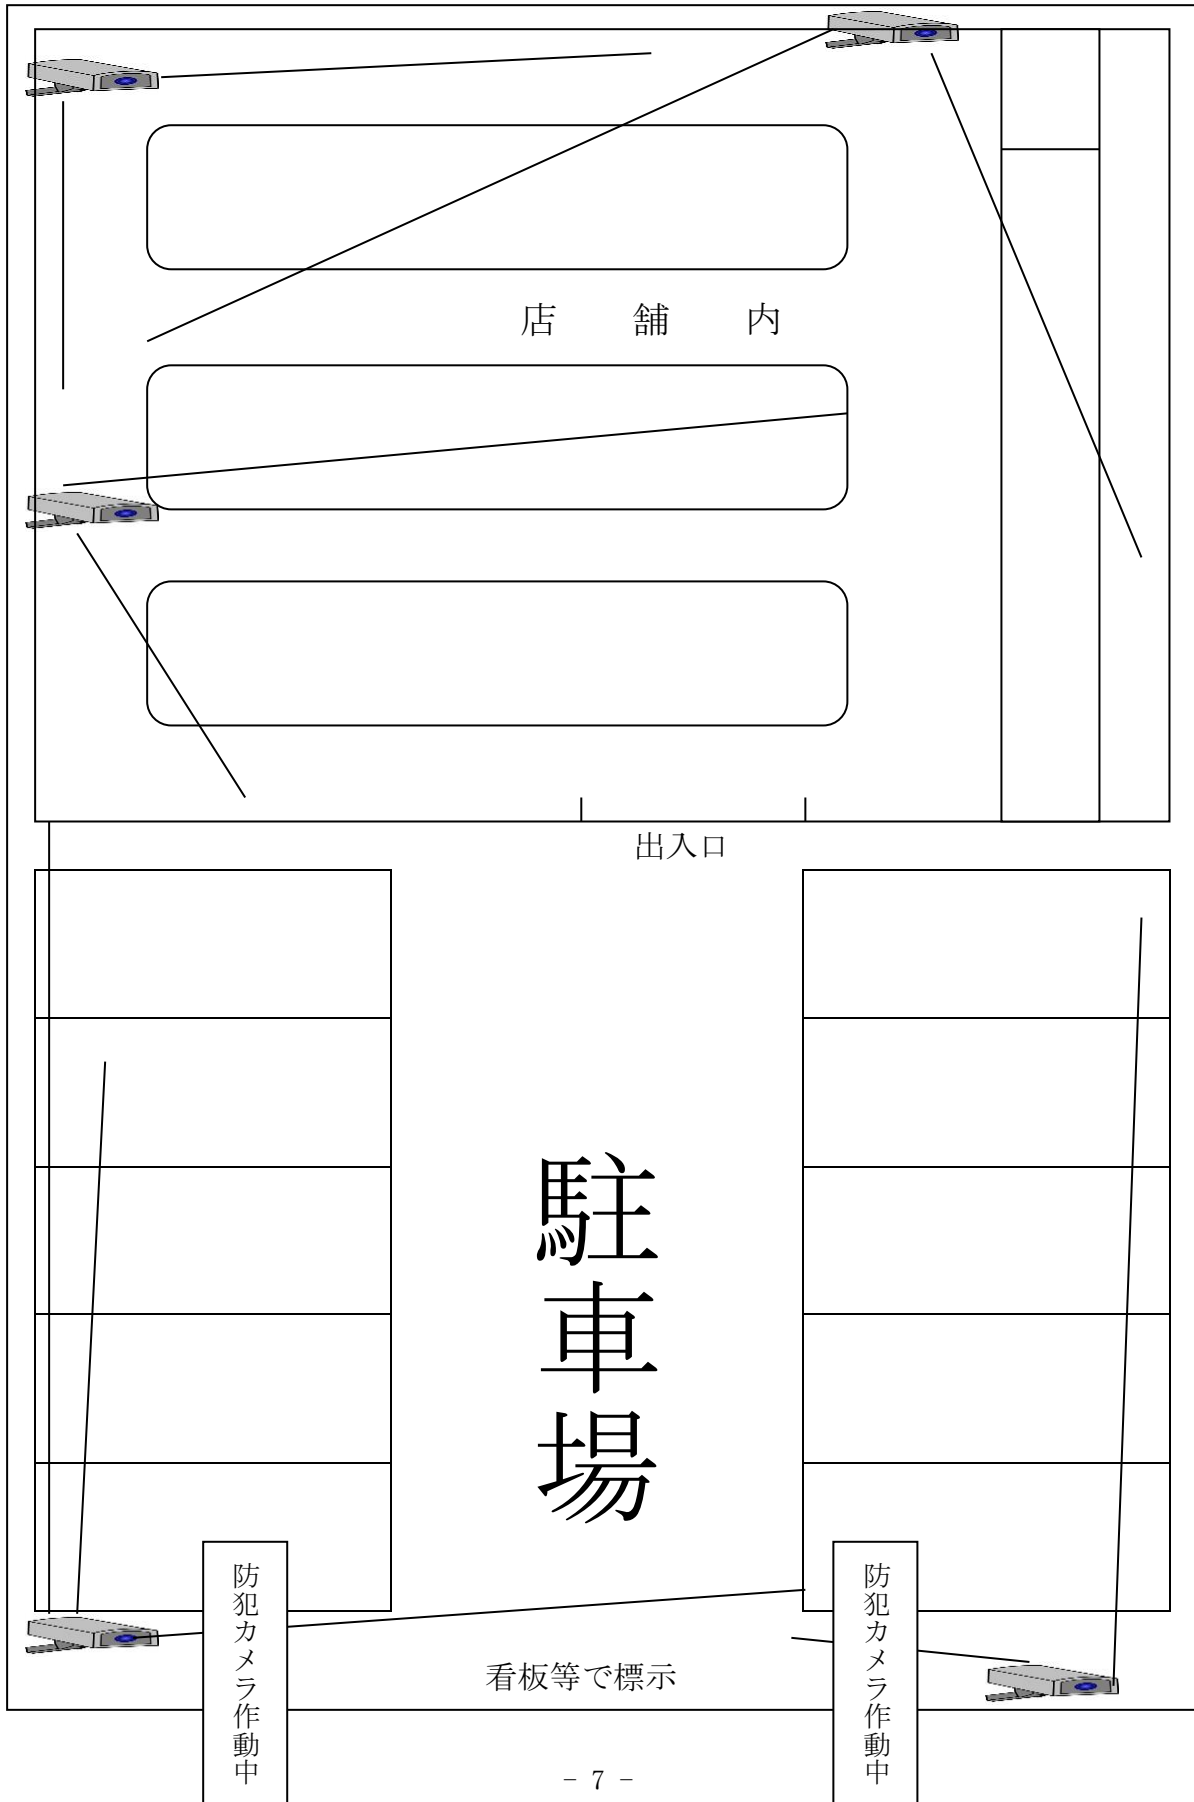 店　舗　内
出入口
駐車場
防犯カメラ作動中
防犯カメラ作動中
看板等で標示
- 7 -